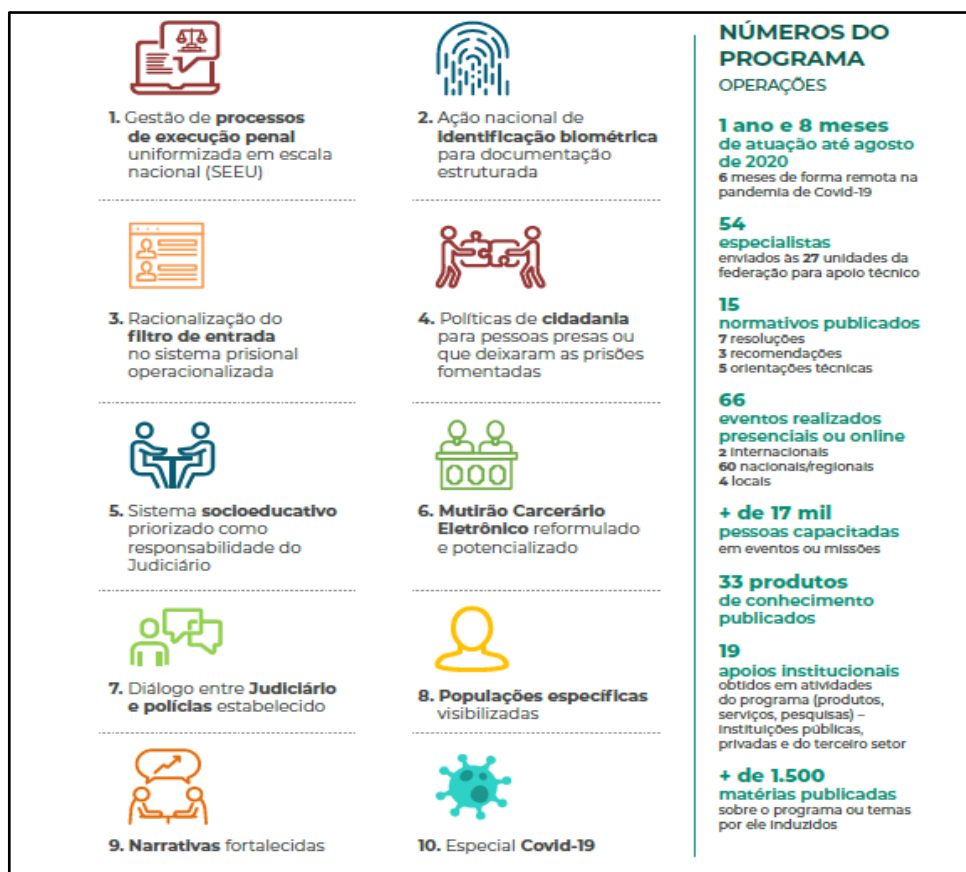 1. Gestão de processos
de execução penal
uniformizada em escala
nacional (SEEU)
2. Ação nacional de
identificação biométrica
para documentação
estruturada
3. Racionalização do
filtro de entrada
no sistema prisional
operacionalizada
4. Políticas de cidadania
para pessoas presas ou
que deixaram as prisões
fomentadas
5. Sistema socioeducativo
priorizado como
responsabilidade do
Judiciário
6. Mutirão Carcerário
Eletrônico reformulado
e potencializado
7. Diálogo entre Judiciário
e polícias estabelecido
8. Populações específicas
visibilizadas
9. Narrativas fortalecidas
10. Especial Covid-19
NÚMEROS DO
PROGRAMA
OPERAÇÕES
1 ano e 8 meses
de atuação até agosto
de 2020
6 meses de forma remota na
pandemia de Covid-19
54
especialistas
enviados às 27 unidades da
federação para apoio técnico
15
normativos publicados
7 resoluções
3 recomendações
5 orientações técnicas
66
eventos realizados
presenciais ou online
2 internacionais
60 nacionais/regionais
4 locais
+ de 17 mil
pessoas capacitadas
em eventos ou missões
33 produtos
de conhecimento
publicados
19
apoios institucionais
obtidos em atividades
do programa (produtos,
serviços, pesquisas) –
instituições públicas,
privadas e do terceiro setor
+ de 1.500
matérias publicadas
sobre o programa ou temas
por ele induzidos